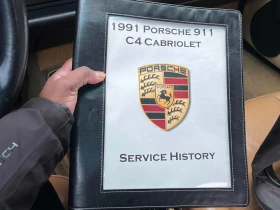 1991 Porsche 911
C4 Cabriolet
PORSCHE
Service History